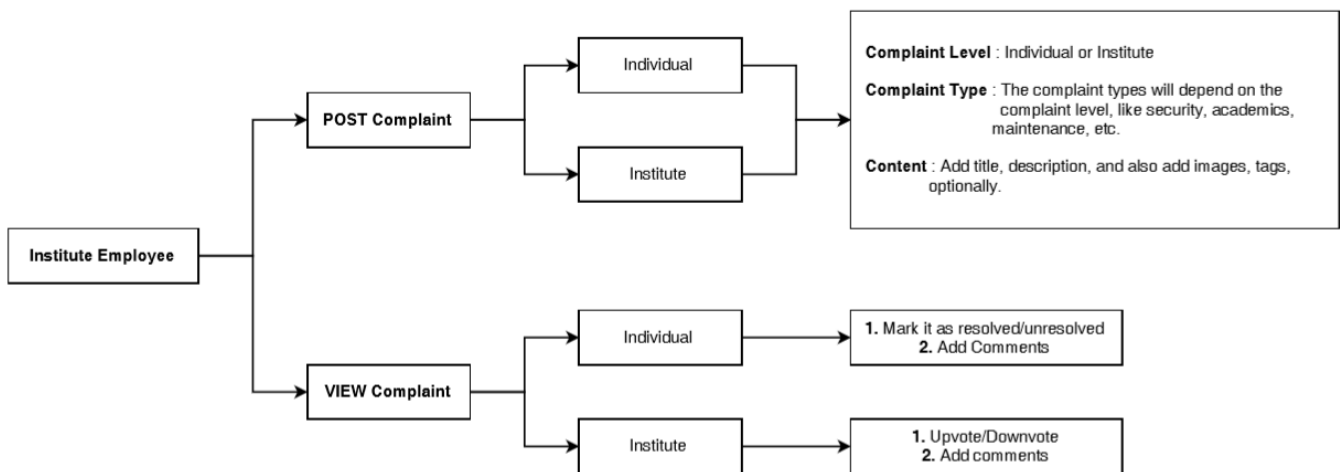 Individual
Complaint Level : Individual or Institute
Complaint Type : The complaint types will depend on the
complaint level, like security, academics,
maintenance, etc.
POST Complaint
Institute
Content : Add title, description, and also add images, tags,
optionally.
Institute Employee
Individual
1. Mark it as resolved/unresolved
2. Add Comments
VIEW Complaint
Institute
1. Upvote/Downvote
2. Add comments